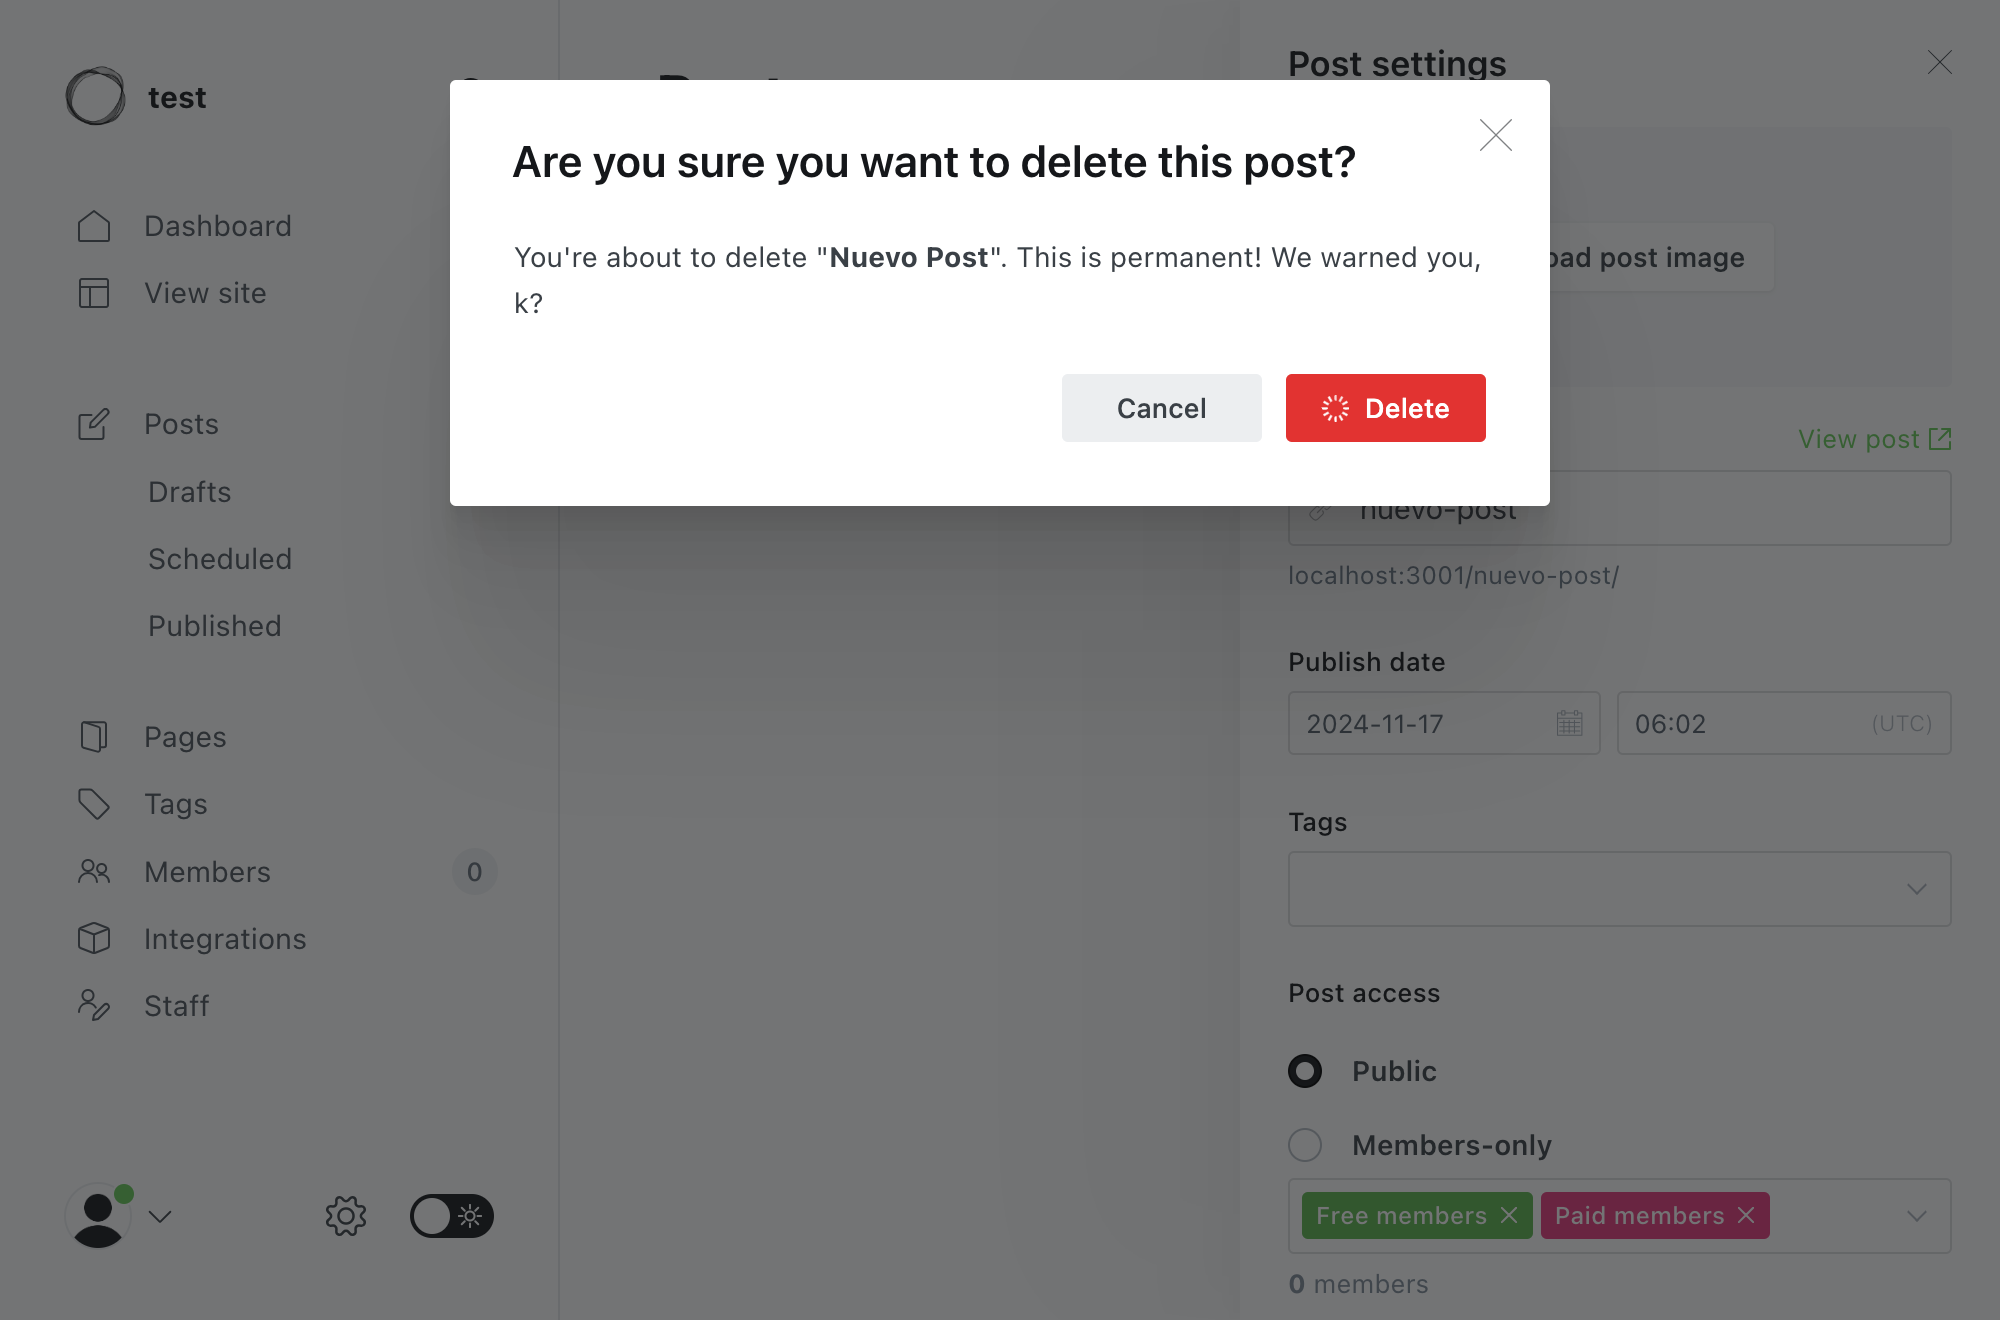 test
Dashboard
View site
Posts
Drafts
Scheduled
Published
Pages
Tags
Members
0
Integrations
Staff
Are you sure you want to delete this post?
You're about to delete "Nuevo Post". This is permanent! We warned you,
k?
Cancel
Delete
Post settings
post image
View post
nuevo-post
localhost:3001/nuevo-post/
Publish date
2024-11-17
06:02
(UTC)
Tags
Post access
Public
Members-only
Free members
Paid members
0 members